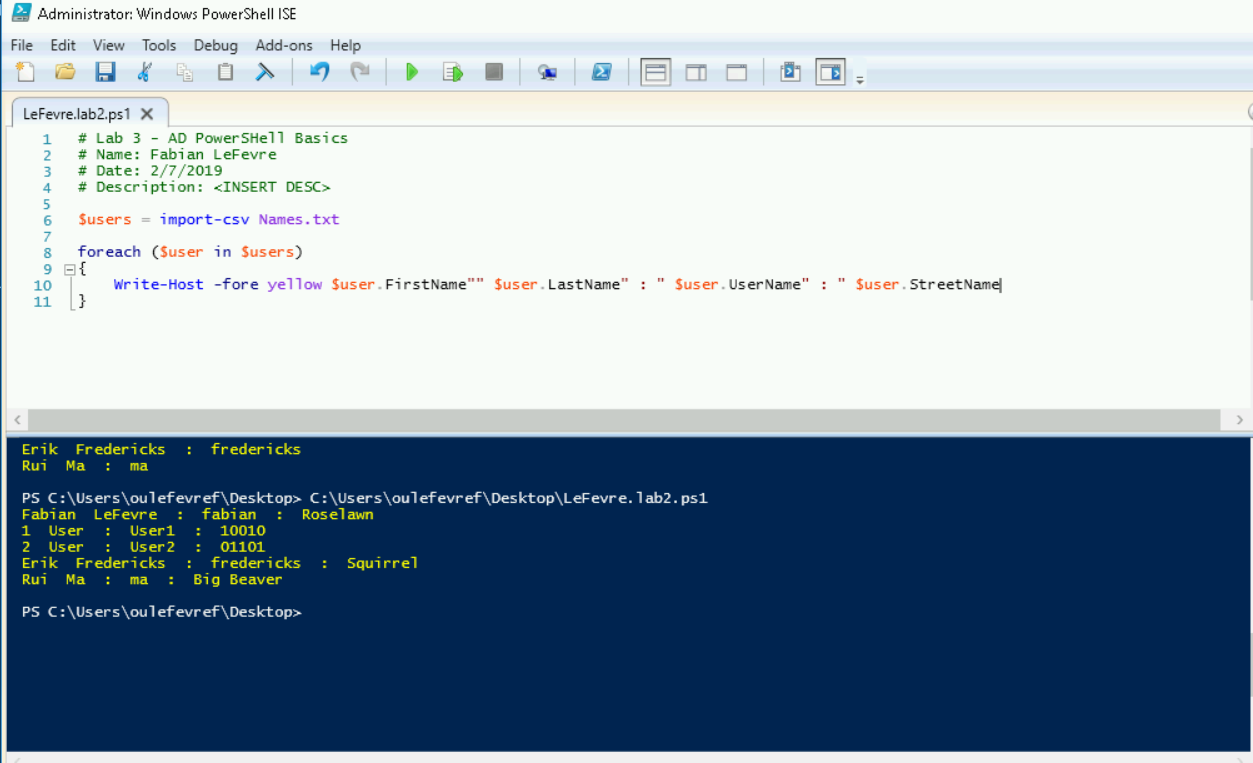 Administrator: Windows PowerShell ISE
File Edit View Tools Debug Add-ons Help
LeFevre.lab2.ps1
1 # Lab 3 - AD PowerSHell Basics
2 # Name: Fabian LeFevre
3 # Date: 2/7/2019
4 # Description: <INSERT DESC>
5
6 $users = import-csv Names.txt
7
8 foreach ($user in $users)
9 {
10 Write-Host -fore yellow $user.FirstName"" $user.LastName" : " $user.UserName" : " $user.StreetName
11 }
Erik  Fredericks  :  fredericks
Rui  Ma  :  ma
PS C:\Users\oulefevref\Desktop> C:\Users\oulefevref\Desktop\LeFevre.lab2.ps1
Fabian  LeFevre  :  fabian  :  Roselawn
1  User  :  User1  :  10010
2  User  :  User2  :  01101
Erik  Fredericks  :  fredericks  :  Squirrel
Rui  Ma  :  ma  :  Big Beaver
PS C:\Users\oulefevref\Desktop>